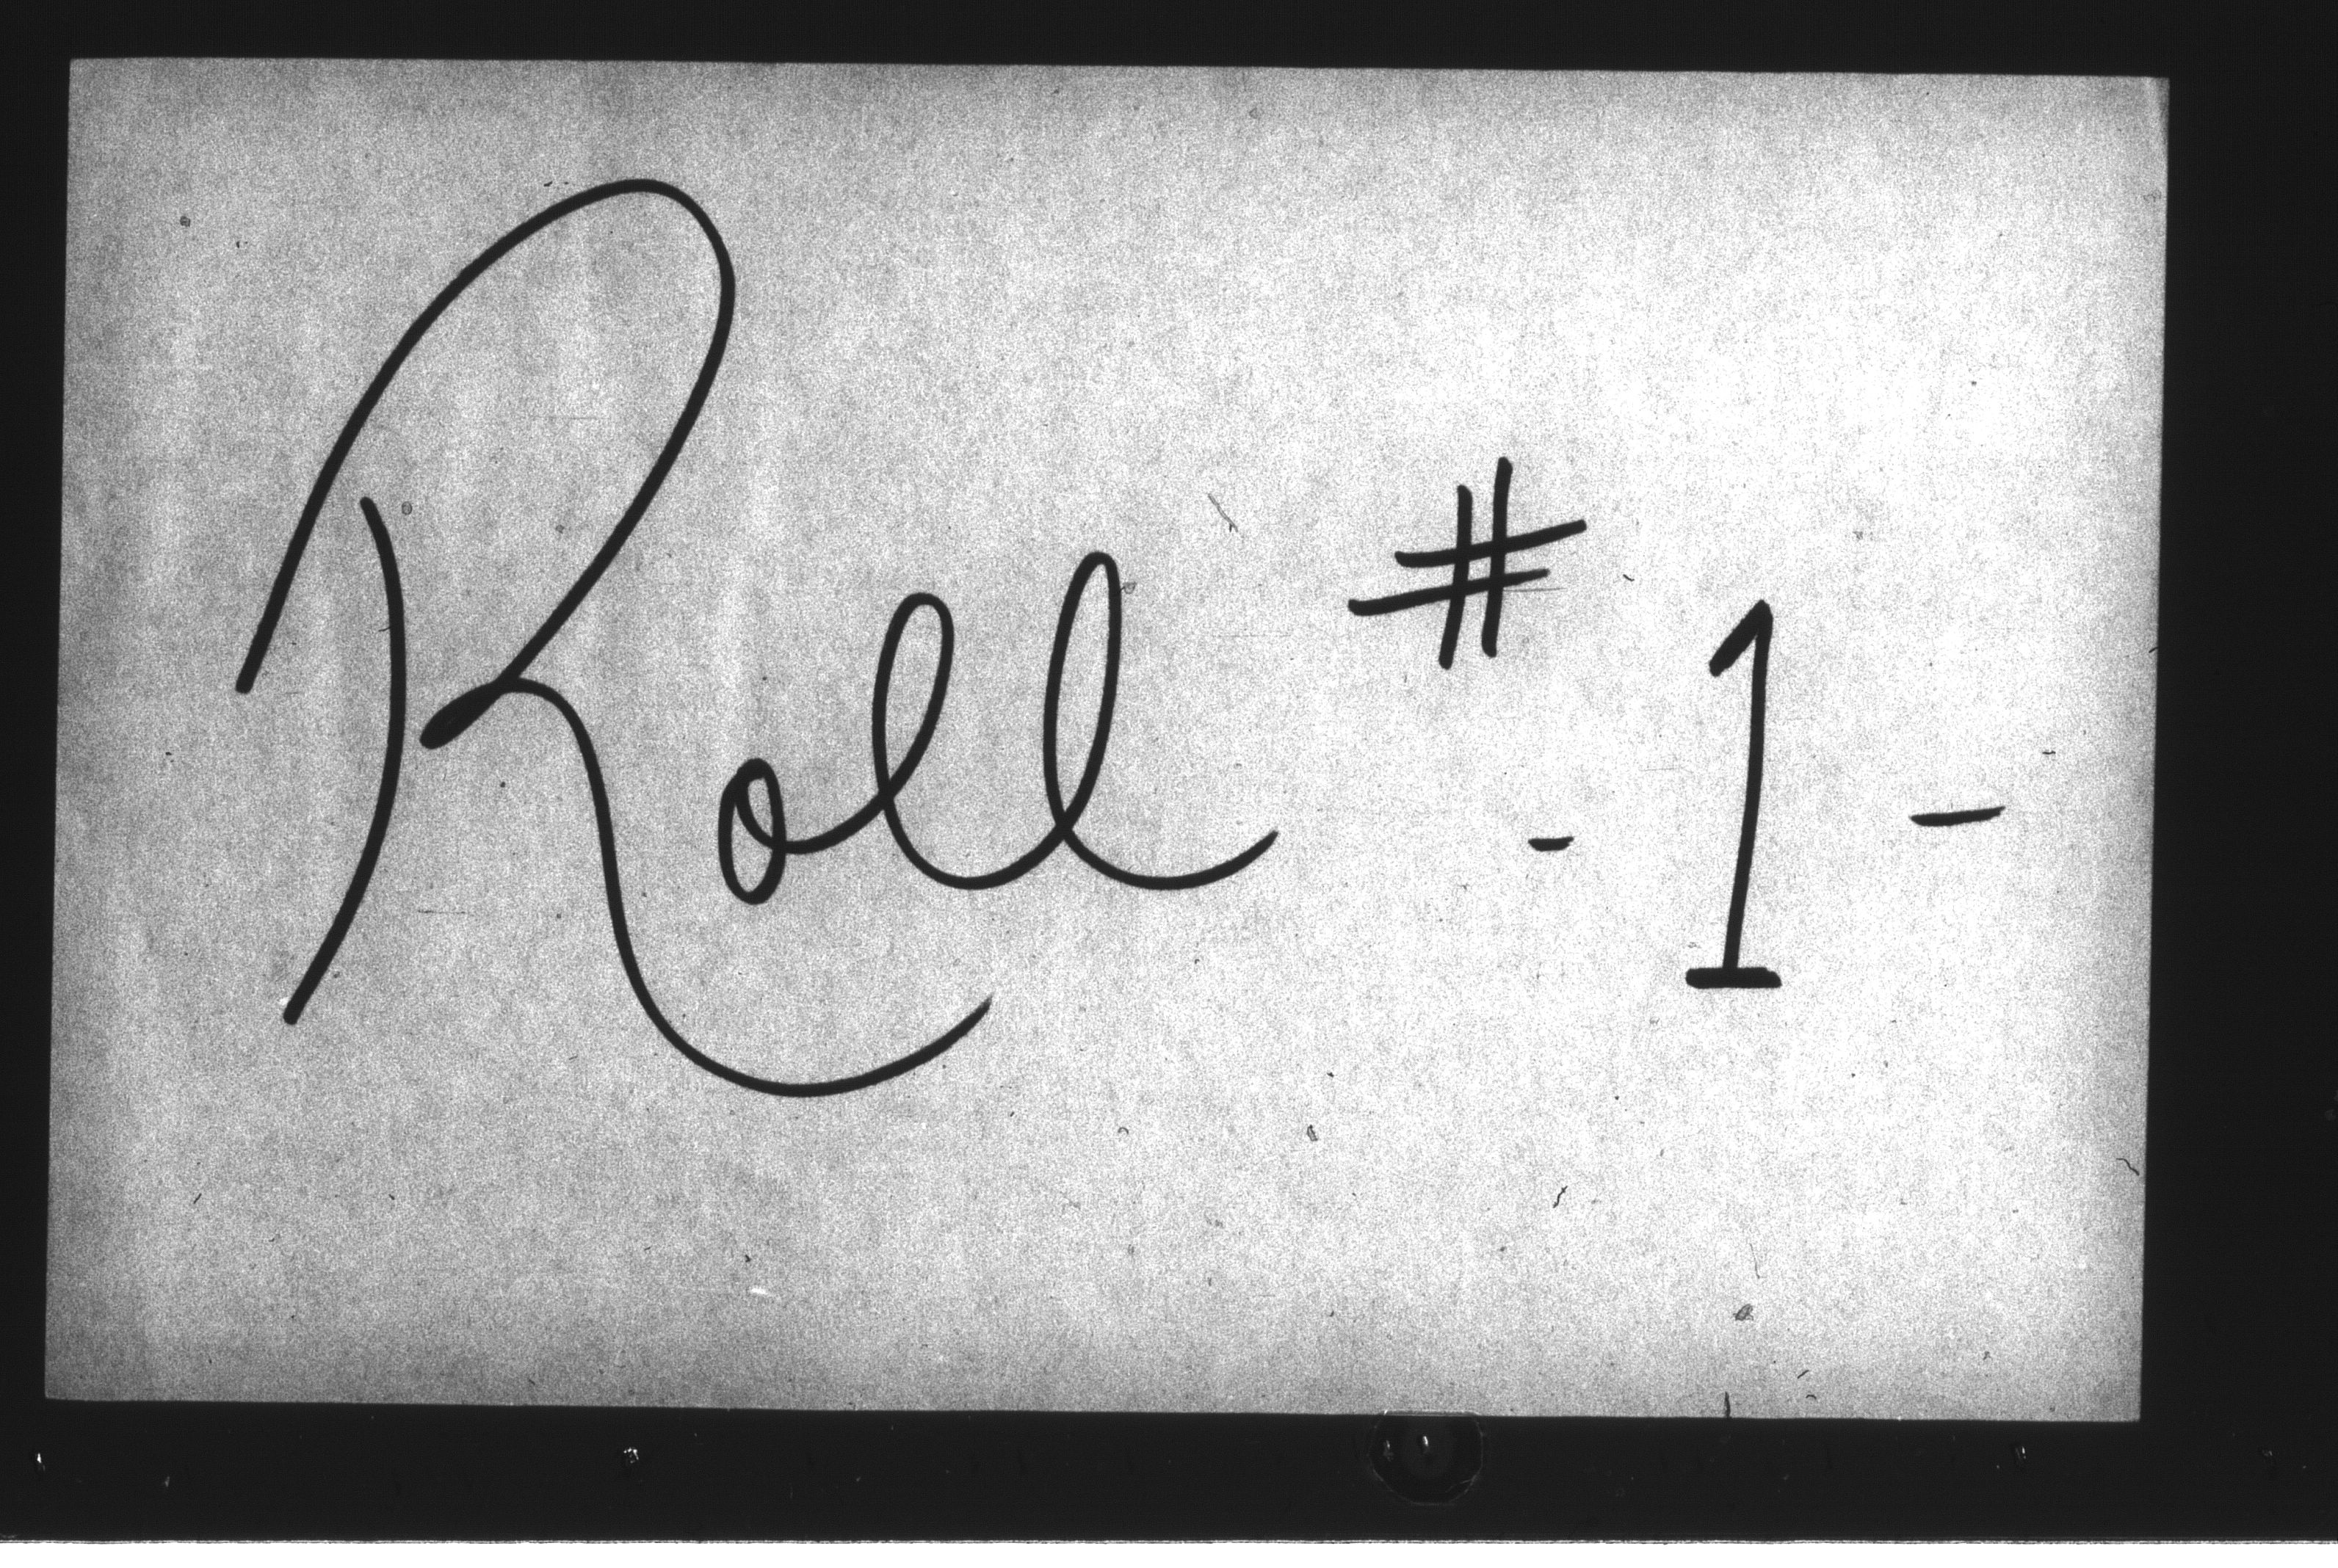 Roll # -1-